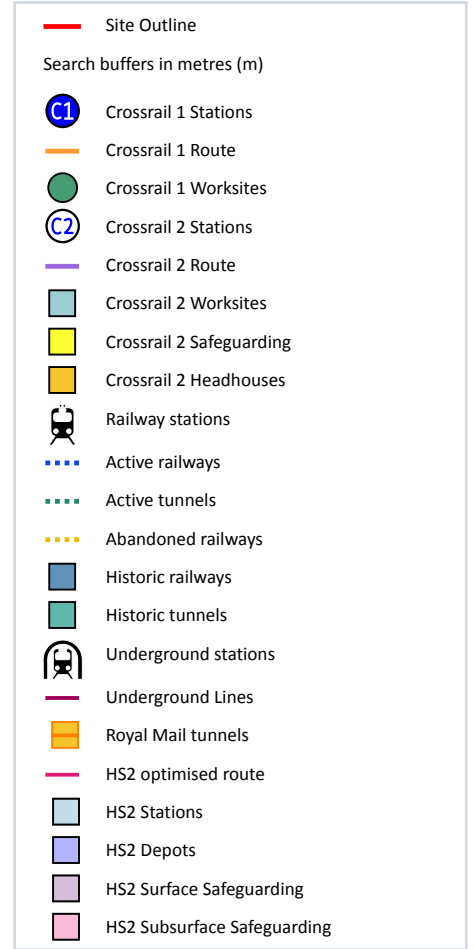 Site Outline
Search buffers in metres (m)
C1 Crossrail 1 Stations
Crossrail 1 Route
Crossrail 1 Worksites
C2 Crossrail 2 Stations
Crossrail 2 Route
Crossrail 2 Worksites
Crossrail 2 Safeguarding
Crossrail 2 Headhouses
Railway stations
Active railways
Active tunnels
Abandoned railways
Historic railways
Historic tunnels
Underground stations
Underground Lines
Royal Mail tunnels
HS2 optimised route
HS2 Stations
HS2 Depots
HS2 Surface Safeguarding
HS2 Subsurface Safeguarding